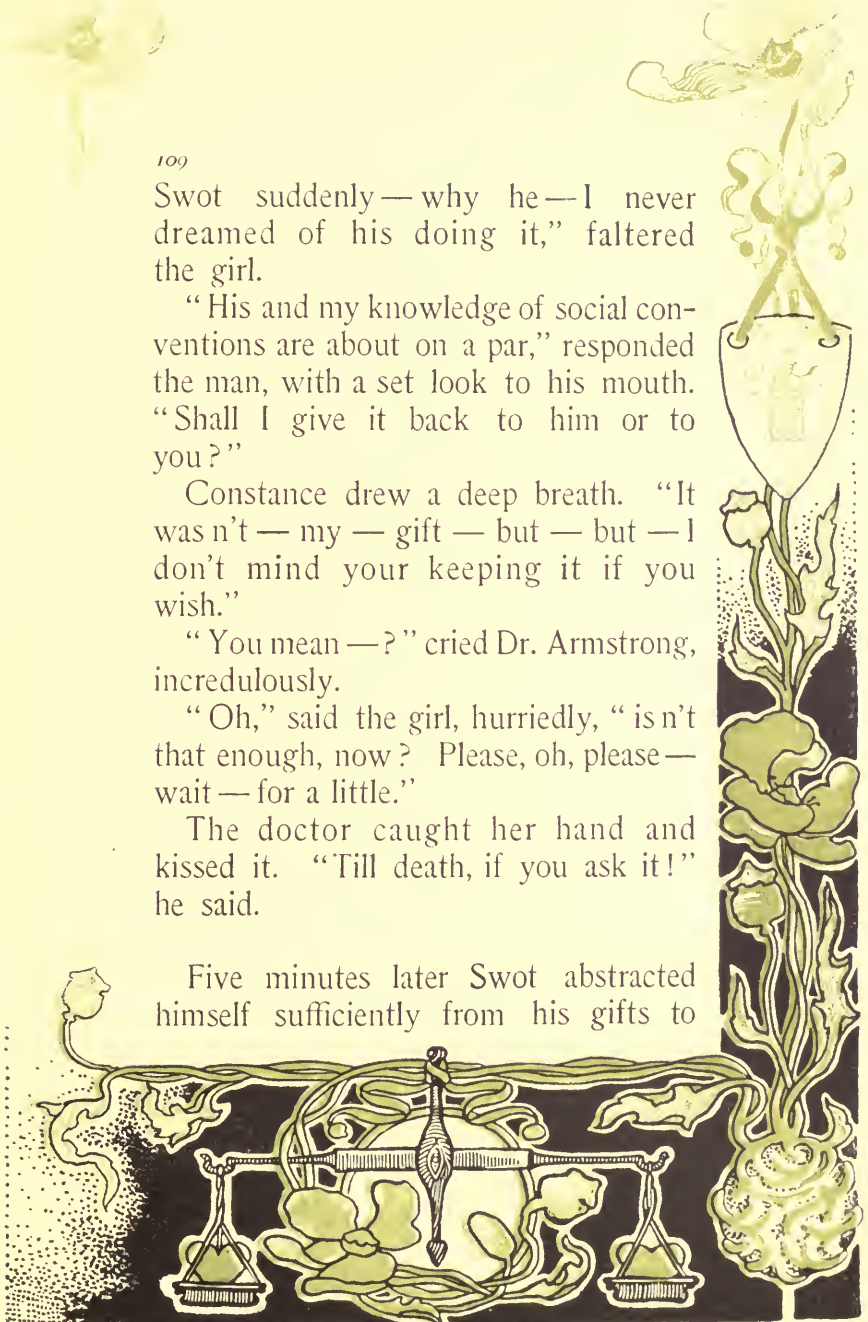 109
Swot suddenly — why he — I never
dreamed of his doing it,” faltered
the girl.
“ His and my knowledge of social con-
ventions are about on a par,” responded
the man, with a set look to his mouth.
“Shall I give it back to him or to
you ? ”
Constance drew a deep breath. “It
was n’t — my — gift — but — but — I
don’t mind your keeping it if you
wish.”
“ You mean — ? ” cried Dr. Armstrong,
incredulously.
“ Oh,” said the girl, hurriedly, “ is n’t
that enough, now ? Please, oh, please —
wait — for a little.”
The doctor caught her hand and
kissed it. “Till death, if you ask it! ”
he said.
Five minutes later Swot abstracted
himself sufficiently from his gifts to